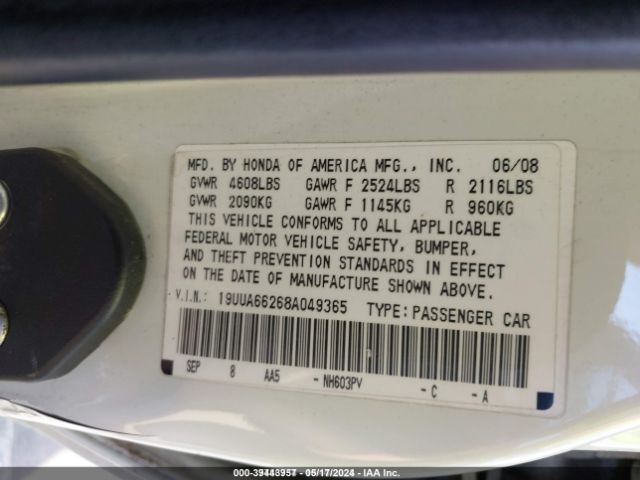 MFD. BY HONDA OF AMERICA MFG., INC. 06/08
GVWR 4608LBS GAWR F 2524LBS R 2116LBS
GVWR 2090KG GAWR F 1145KG R 960KG
THIS VEHICLE CONFORMS TO ALL APPLICABLE
FEDERAL MOTOR VEHICLE SAFETY, BUMPER,
AND THEFT PREVENTION STANDARDS IN EFFECT
ON THE DATE OF MANUFACTURE SHOWN ABOVE.
V.I.N.: 19UUA66268A049365 TYPE: PASSENGER CAR
SEP 8 AA5 - NH603PV - C - A
05/17/2024 - IAA Inc.